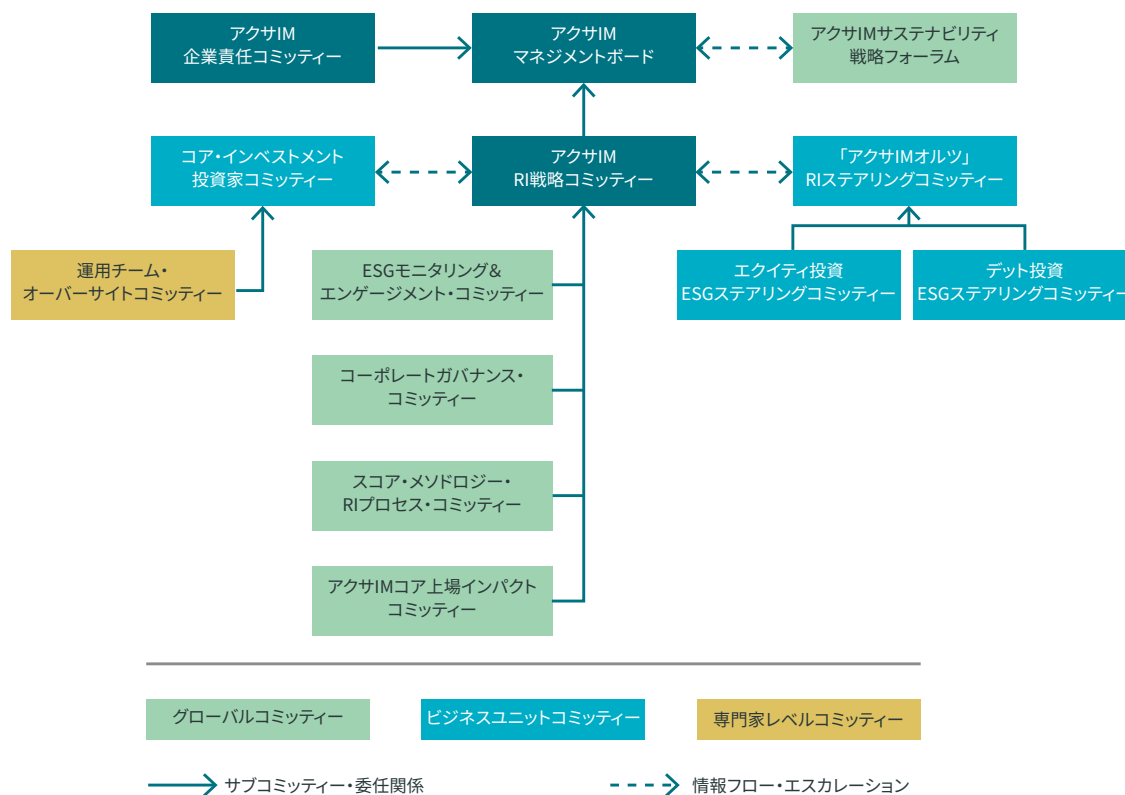 アクサIM
企業責任コミッティー
アクサIM
マネジメントボード
アクサIMサステナビリティ
戦略フォーラム
コア・インベストメント
投資家コミッティー
アクサIM
RI戦略コミッティー
「アクサIMオルツ」
RIステアリングコミッティー
運用チーム・
オーバーサイトコミッティー
ESGモニタリング＆
エンゲージメント・コミッティー
エクイティ投資
ESGステアリングコミッティー
デット投資
ESGステアリングコミッティー
コーポレートガバナンス・
コミッティー
スコア・メソドロジー・
RIプロセス・コミッティー
アクサIMコア上場インパクト
コミッティー
グローバルコミッティー
ビジネスユニットコミッティー
専門家レベルコミッティー
サブコミッティー・委任関係
情報フロー・エスカレーション